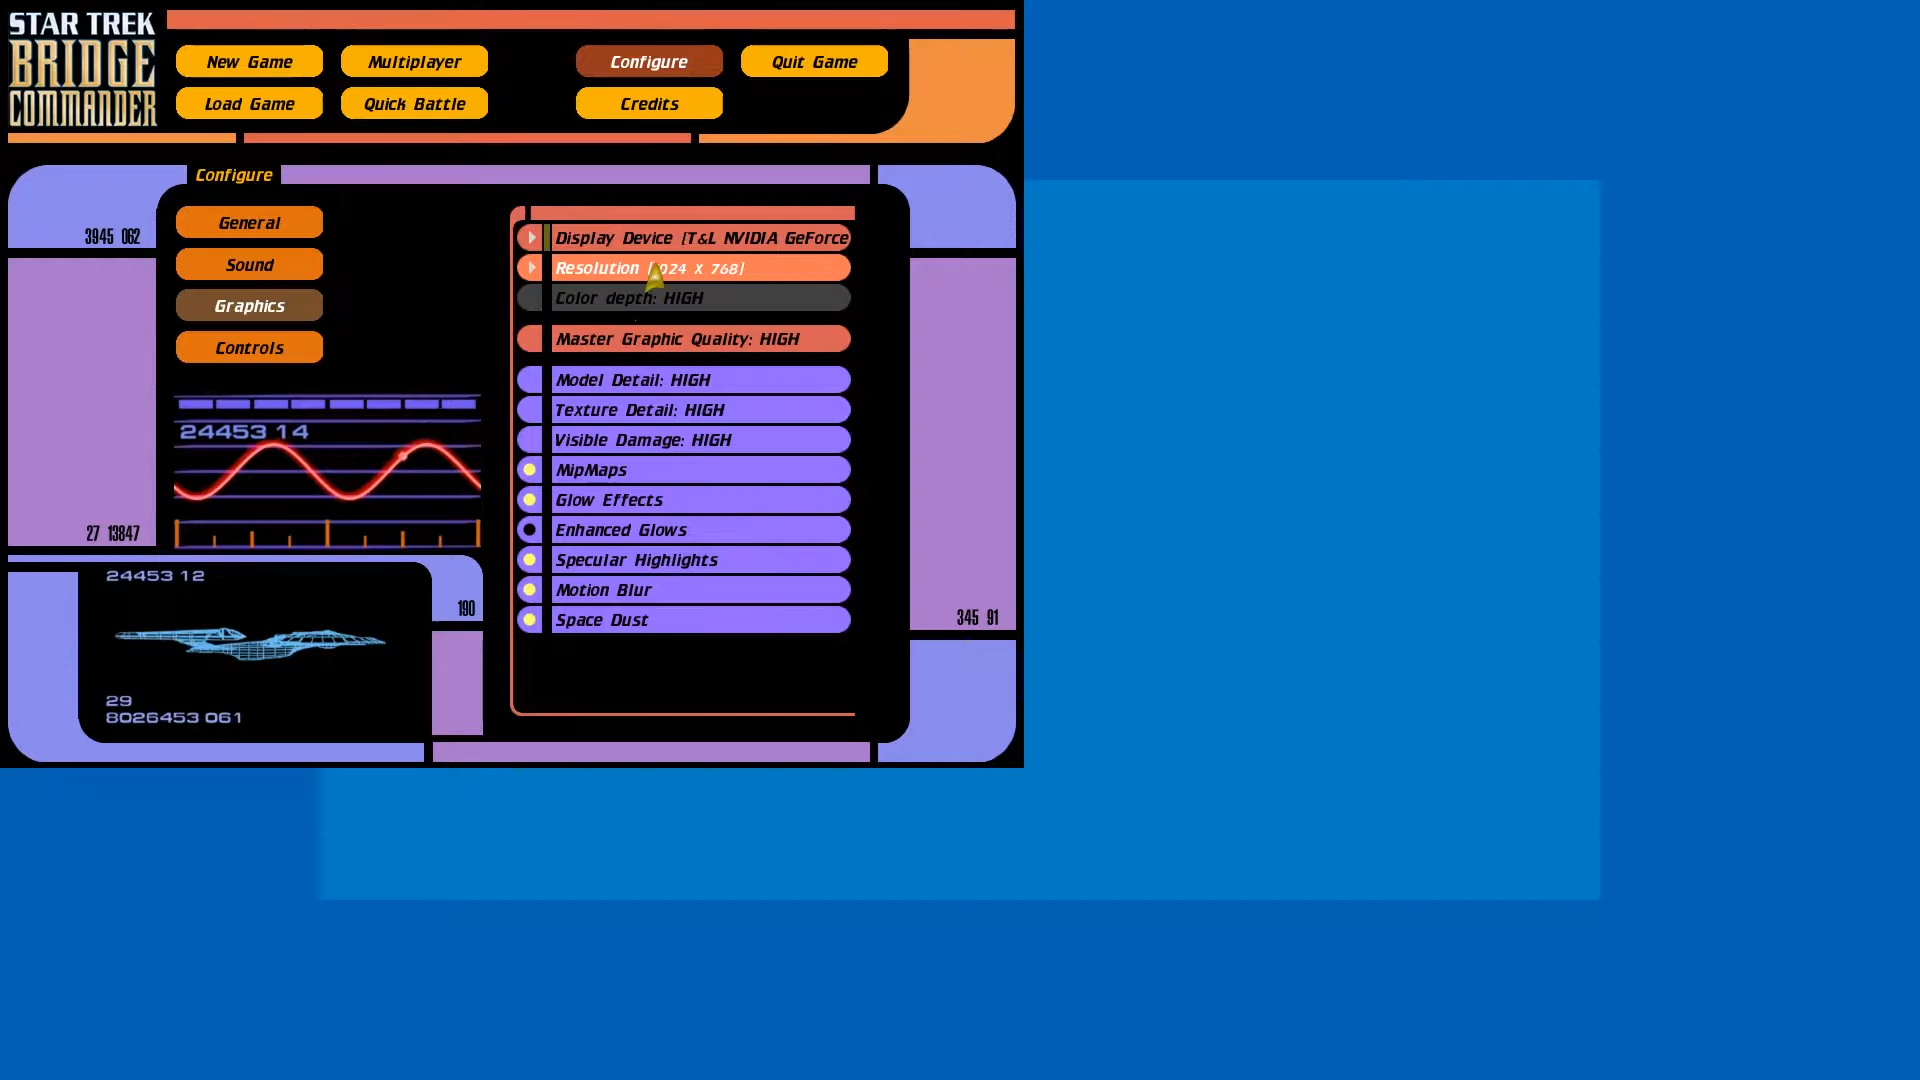 STAR TREK
BRIDGE
COMMANDER
New Game
Multiplayer
Configure
Quit Game
Load Game
Quick Battle
Credits
Configure
General
Sound
Graphics
Controls
3945 062
27 13847
24453 14
24453 12
29
8026453 061
190
Display Device [T&L NVIDIA GeForce
Resolution [1024 X 768]
Color depth: HIGH
Master Graphic Quality: HIGH
Model Detail: HIGH
Texture Detail: HIGH
Visible Damage: HIGH
MipMaps
Glow Effects
Enhanced Glows
Specular Highlights
Motion Blur
Space Dust
345 91